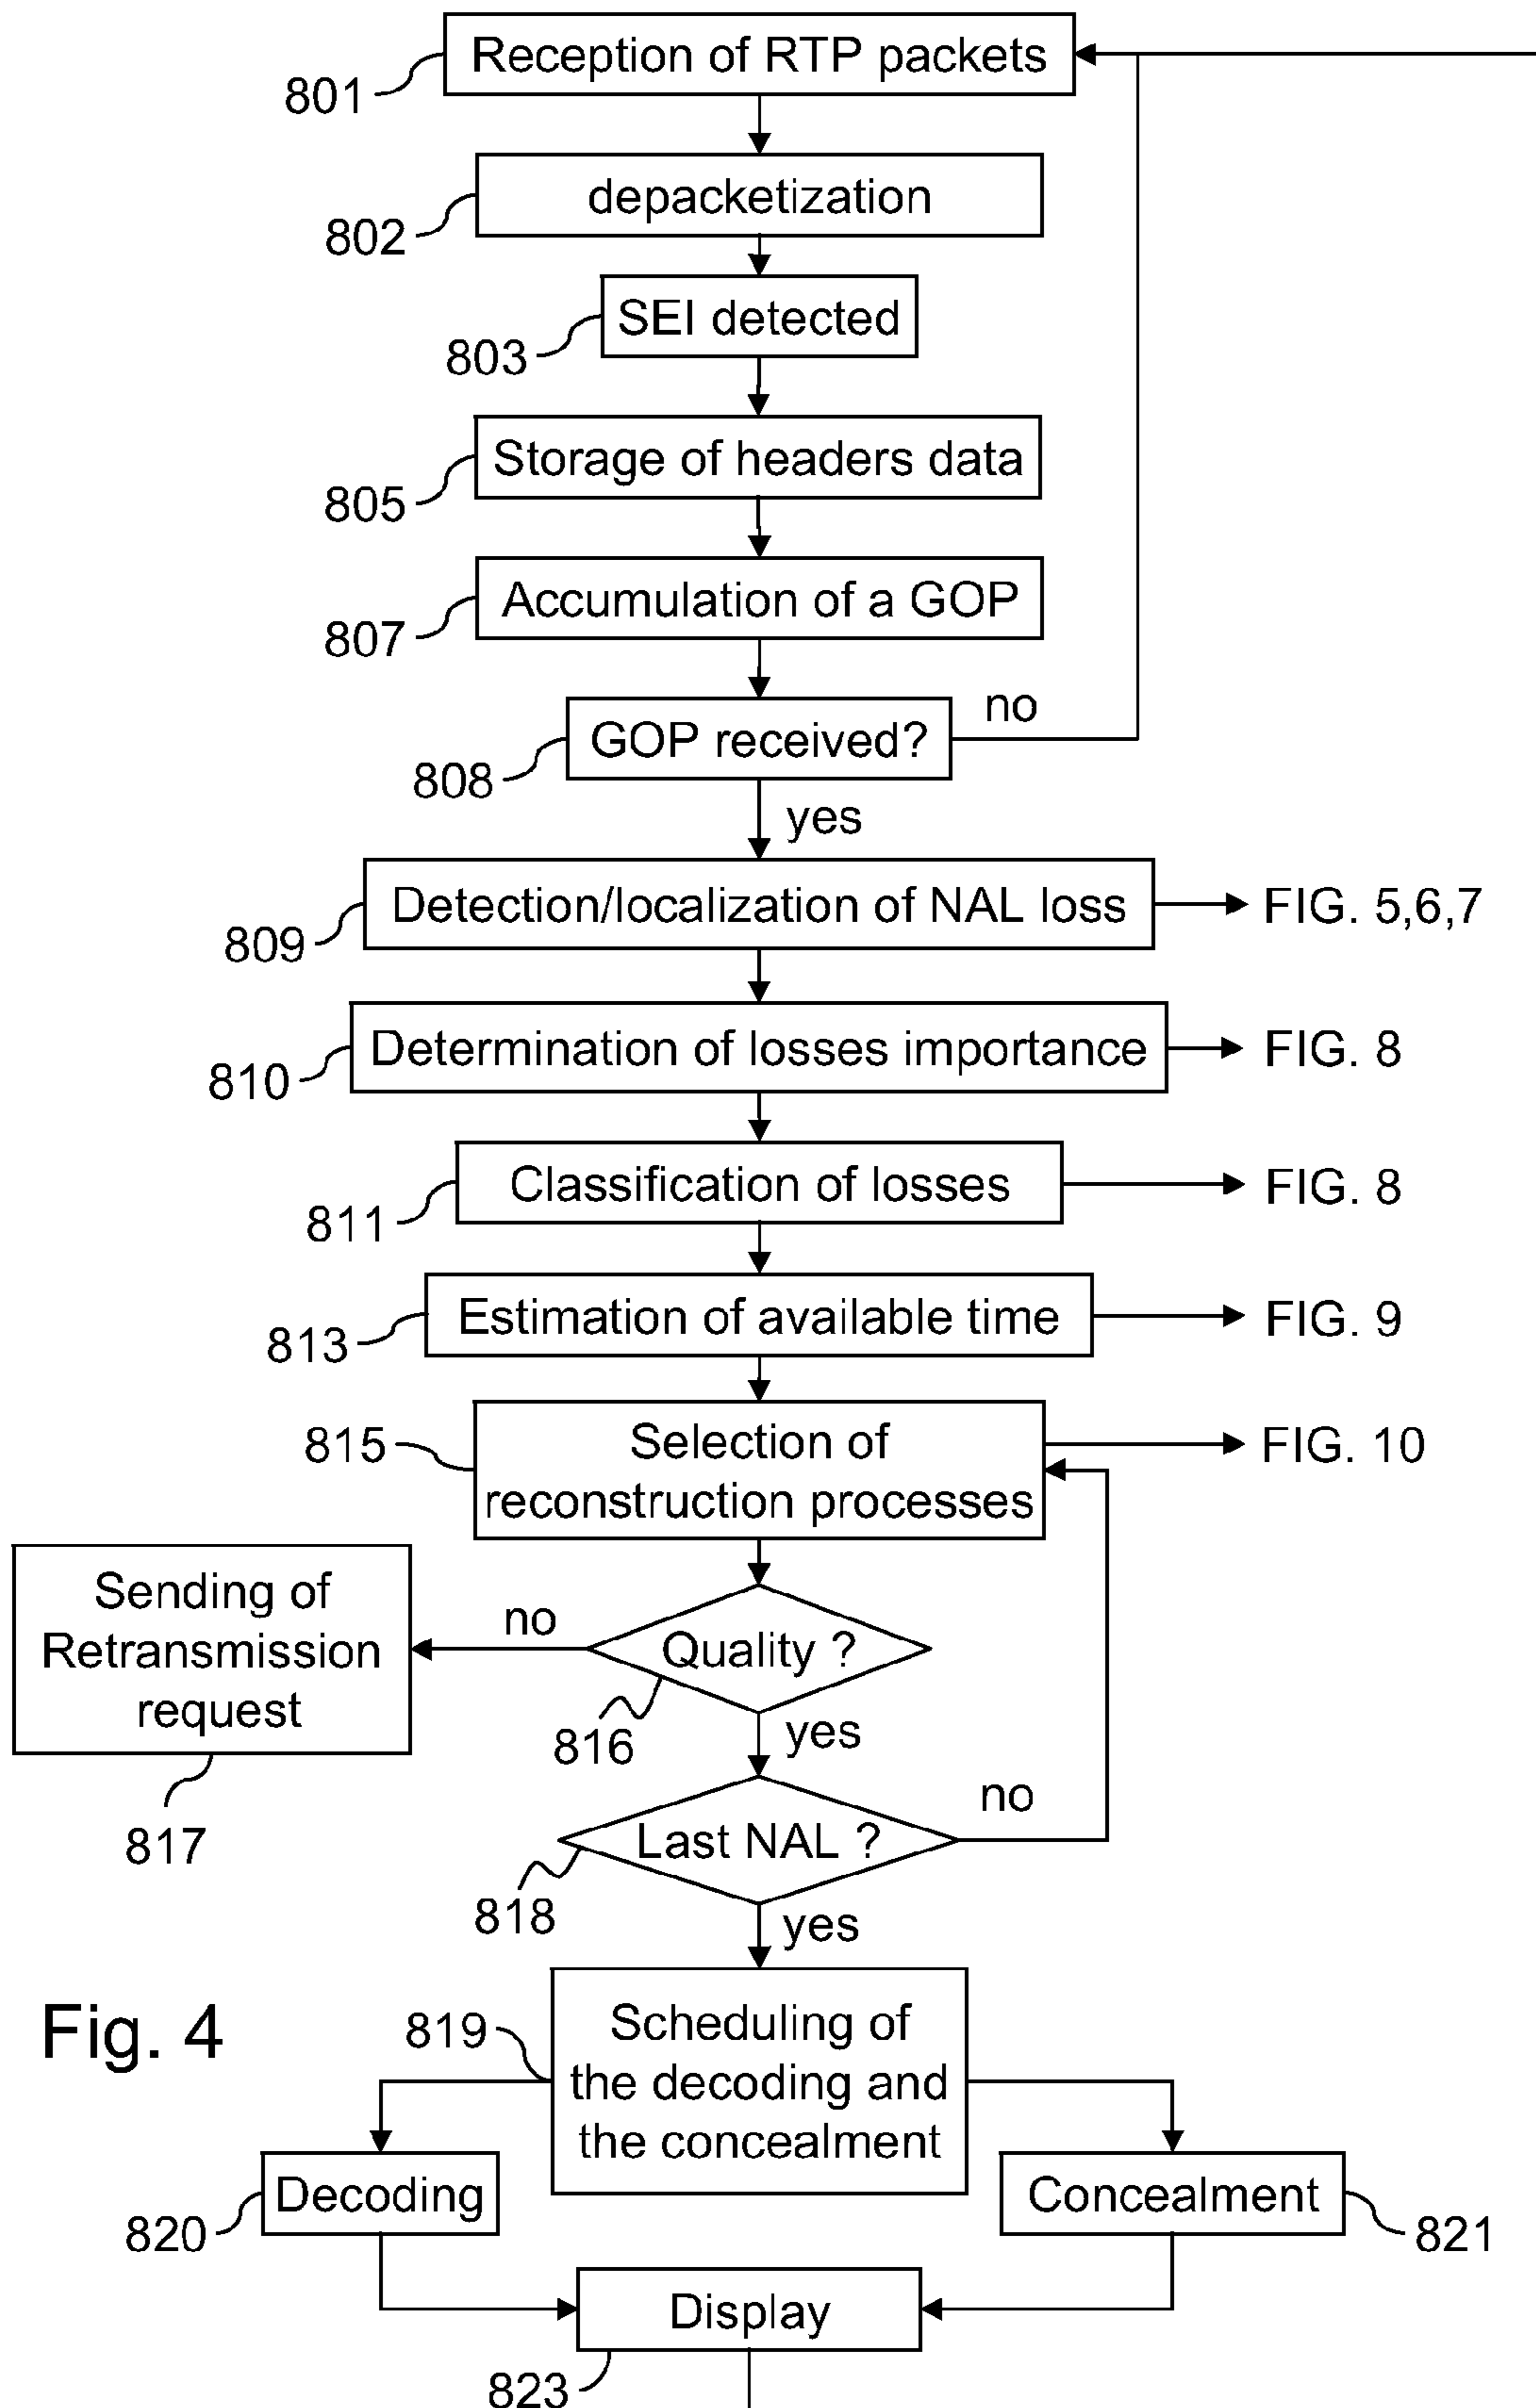 Reception of RTP packets
801
depacketization
802
SEI detected
803
Storage of headers data
805
Accumulation of a GOP
807
GOP received?
no
808
yes
Detection/localization of NAL loss
FIG. 5,6,7
809
Determination of losses importance
FIG. 8
810
Classification of losses
FIG. 8
811
Estimation of available time
FIG. 9
813
815
Selection of
reconstruction processes
FIG. 10
Sending of
Retransmission
request
817
no
Quality ?
816
yes
Last NAL ?
no
818
yes
Fig. 4
819
Scheduling of
the decoding and
the concealment
Decoding
820
Concealment
821
Display
823